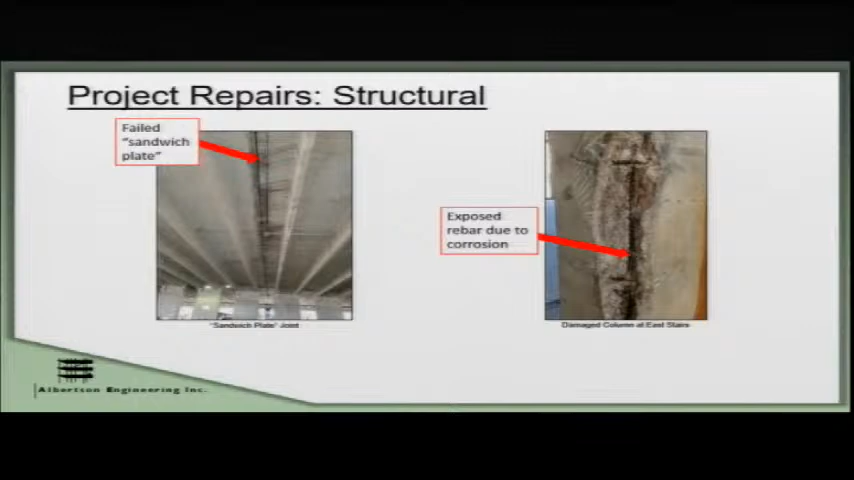 Project Repairs: Structural
Failed
"sandwich
plate"
Exposed
rebar due to
corrosion
"Sandwich Plate" Joint
Damaged Column at East Stairs
Albertson Engineering Inc.